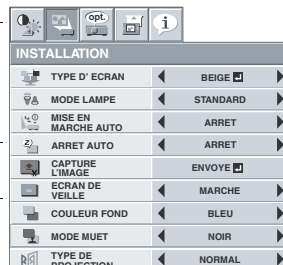 opt.
i
INSTALLATION
TYPE D' ECRAN BEIGE
MODE LAMPE STANDARD
MISE EN
MARCHE AUTO ARRET
ARRET AUTO ARRET
CAPTURE
L'IMAGE ENVOYE
ECRAN DE
VEILLE MARCHE
COULEUR FOND BLEU
MODE MUET NOIR
TYPE DE
PROJECTION NORMAL